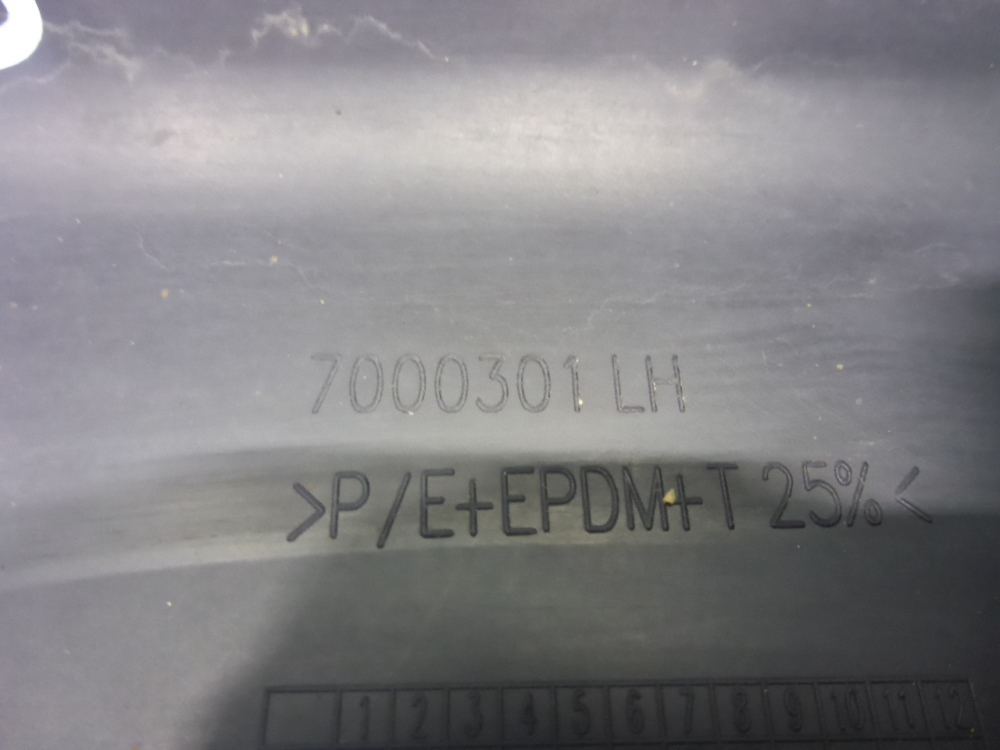 7000301 LH
>P/E+EPDM+T 25%<
1 2 3 4 5 6 7 8 9 10 11 12